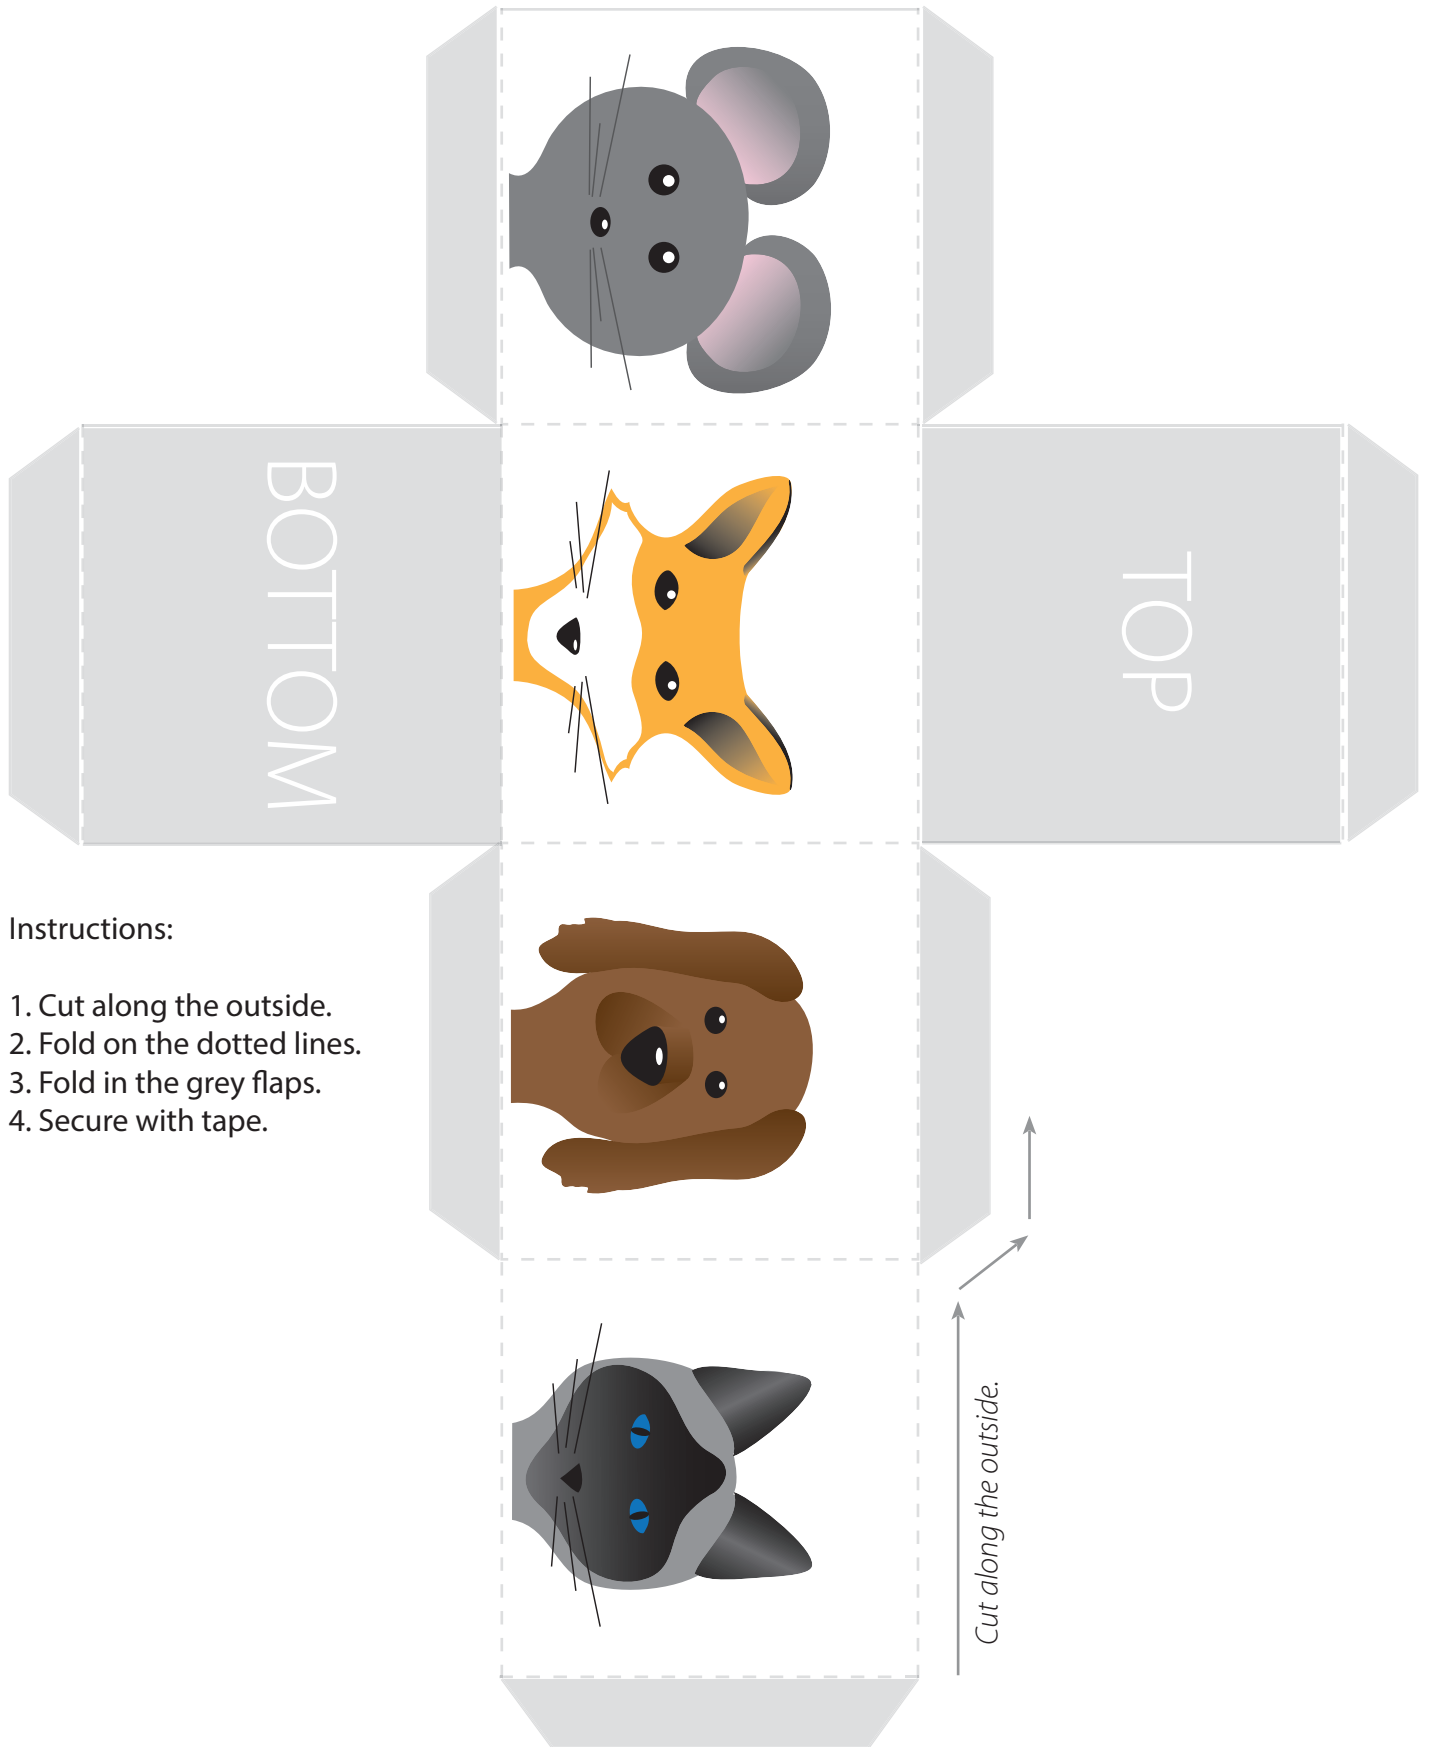 BOTTOM
TOP
Instructions:
1. Cut along the outside.
2. Fold on the dotted lines.
3. Fold in the grey flaps.
4. Secure with tape.
Cut along the outside.